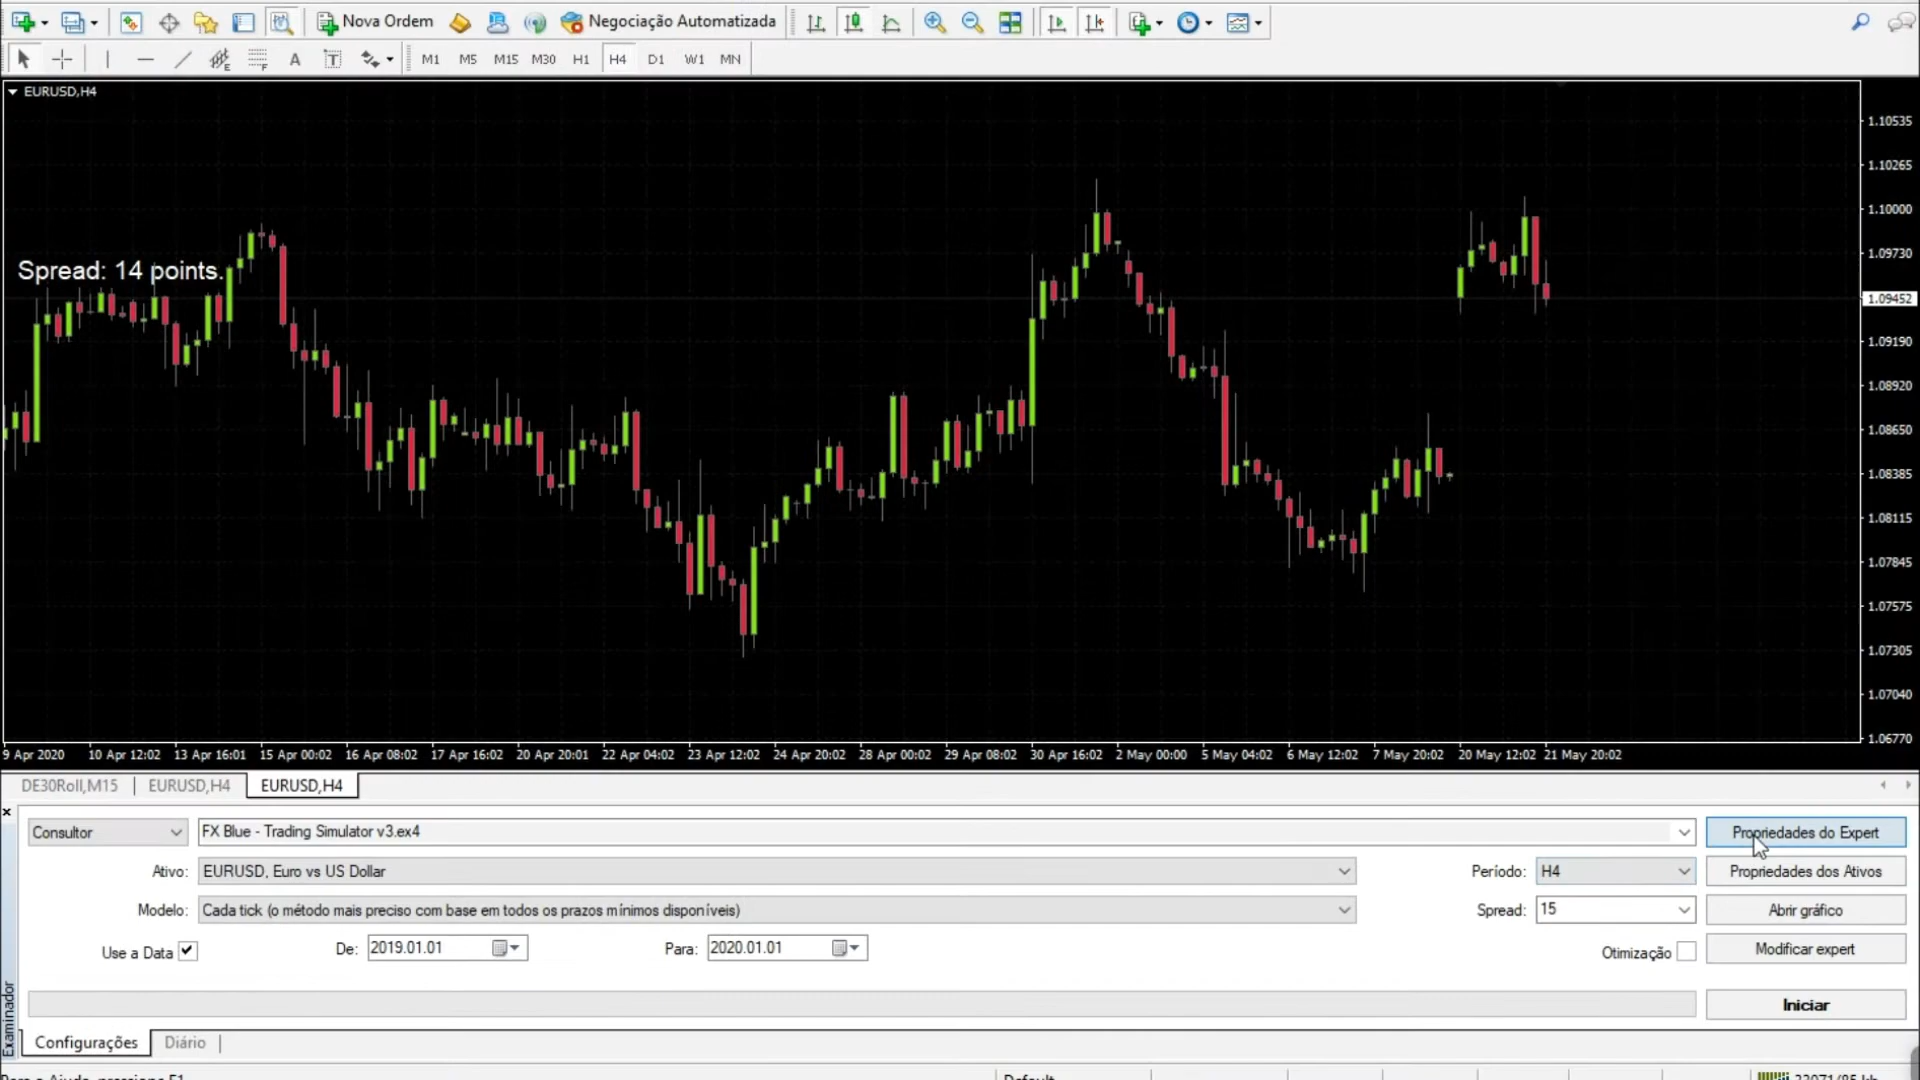 Nova Ordem Negociação Automatizada
A T M1 M5 M15 M30 H1 H4 D1 W1 MN
EURUSD,H4
Spread: 14 points.
1.10535
1.10265
1.10000
1.09730
1.09452
1.09190
1.08920
1.08650
1.08385
1.08115
1.07845
1.07575
1.07305
1.07040
1.06770
9 Apr 2020 10 Apr 12:02 13 Apr 16:01 15 Apr 00:02 16 Apr 08:02 17 Apr 16:02 20 Apr 20:01 22 Apr 04:02 23 Apr 12:02 24 Apr 20:02 28 Apr 00:02 29 Apr 08:02 30 Apr 16:02 2 May 00:00 5 May 04:02 6 May 12:02 7 May 20:02 20 May 12:02 21 May 20:02
DE30Roll,M15 EURUSD,H4 EURUSD,H4
Consultor FX Blue - Trading Simulator v3.ex4 Propriedades do Expert
Ativo: EURUSD, Euro vs US Dollar Período: H4 Propriedades dos Ativos
Modelo: Cada tick (o método mais preciso com base em todos os prazos mínimos disponíveis) Spread: 15 Abrir gráfico
Use a Data De: 2019.01.01 Para: 2020.01.01 Otimização Modificar expert
Iniciar
Examinador
Configurações Diário
Para a Ajuda, pressione F1 Default